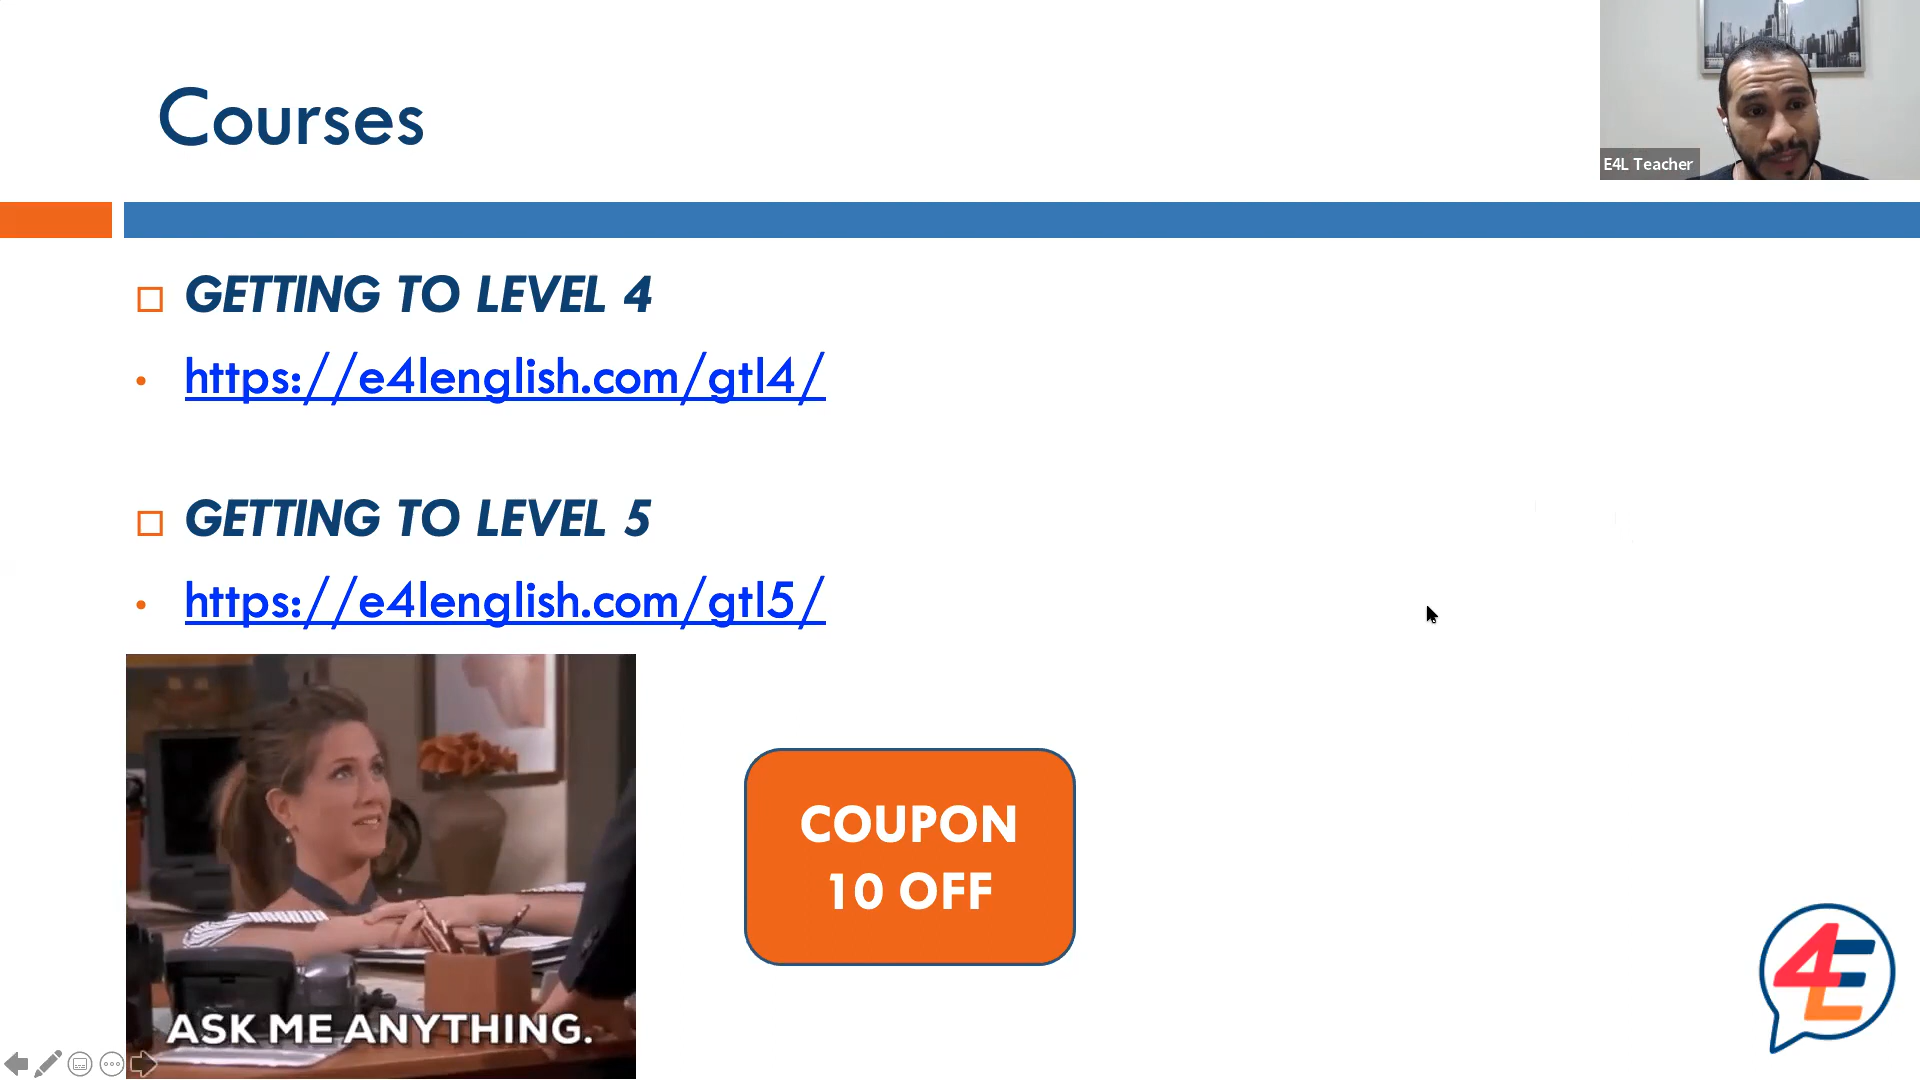 Courses
E4L Teacher
GETTING TO LEVEL 4
https://e4lenglish.com/gtl4/
GETTING TO LEVEL 5
https://e4lenglish.com/gtl5/
ASK ME ANYTHING.
COUPON
10 OFF
4E
L